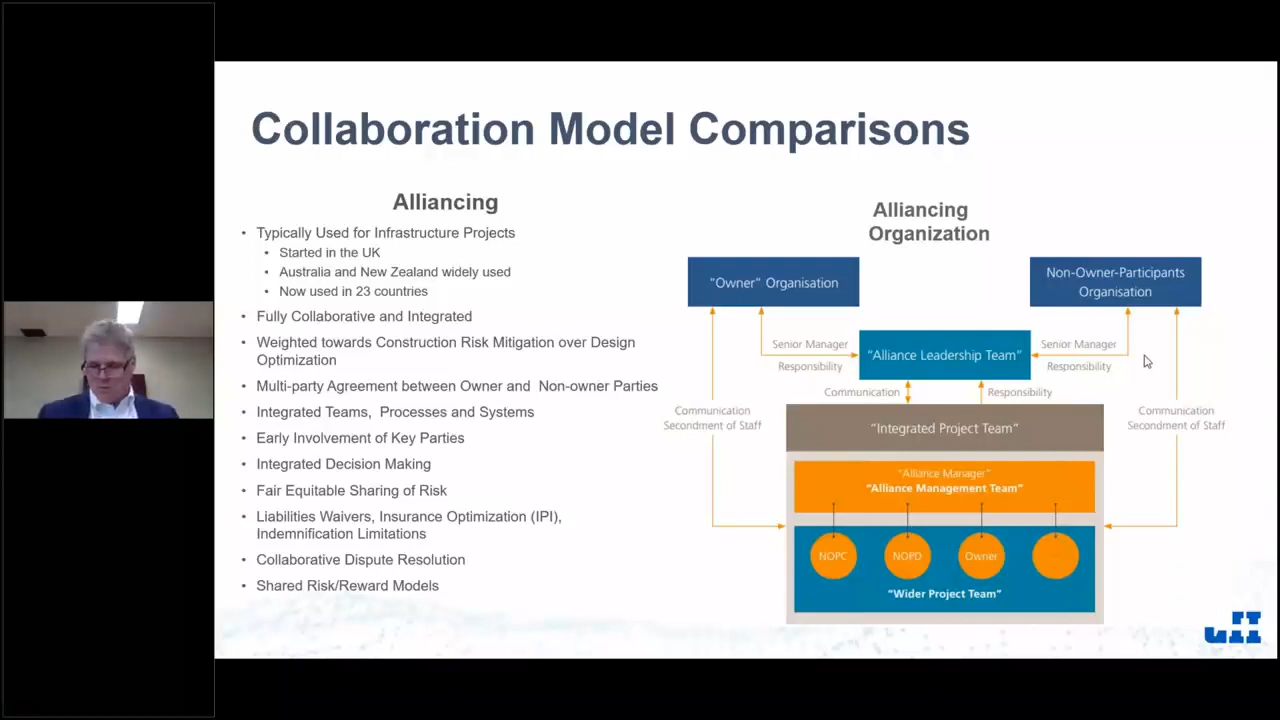 Collaboration Model Comparisons
Alliancing
• Typically Used for Infrastructure Projects
• Started in the UK
• Australia and New Zealand widely used
• Now used in 23 countries
• Fully Collaborative and Integrated
• Weighted towards Construction Risk Mitigation over Design
Optimization
• Multi-party Agreement between Owner and Non-owner Parties
• Integrated Teams, Processes and Systems
• Early Involvement of Key Parties
• Integrated Decision Making
• Fair Equitable Sharing of Risk
• Liabilities Waivers, Insurance Optimization (IPI),
Indemnification Limitations
• Collaborative Dispute Resolution
• Shared Risk/Reward Models
Alliancing
Organization
"Owner" Organisation
Non-Owner-Participants
Organisation
Senior Manager
Responsibility
"Alliance Leadership Team"
Senior Manager
Responsibility
Communication
Responsibility
Communication
Secondment of Staff
Communication
Secondment of Staff
"Integrated Project Team"
"Alliance Manager"
"Alliance Management Team"
NOPC
NOPD
Owner
"Wider Project Team"